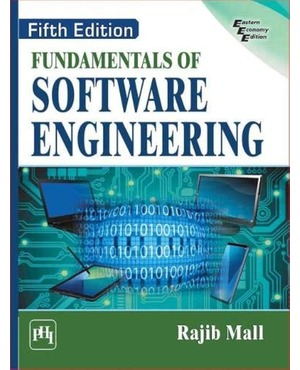 Fifth Edition
Eastern
Economy
Edition
FUNDAMENTALS OF
SOFTWARE
ENGINEERING
PHI
Rajib Mall